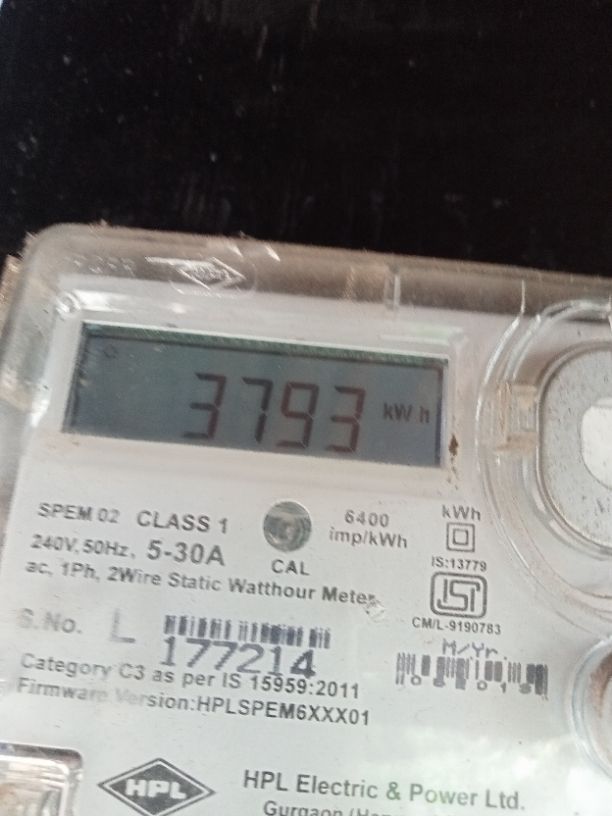 3793 kWh
SPEM 02 CLASS 1
240V, 50Hz, 5-30A
ac, 1Ph, 2Wire Static Watthour Meter
CAL
6400
imp/kWh
kWh
IS:13779
ISI
CM/L-9190783
S.No. L
177214
M/Yr.
Category C3 as per IS 15959:2011
Firmware Version:HPLSPEM6XXX01
HPL
HPL Electric & Power Ltd.
Gurgaon